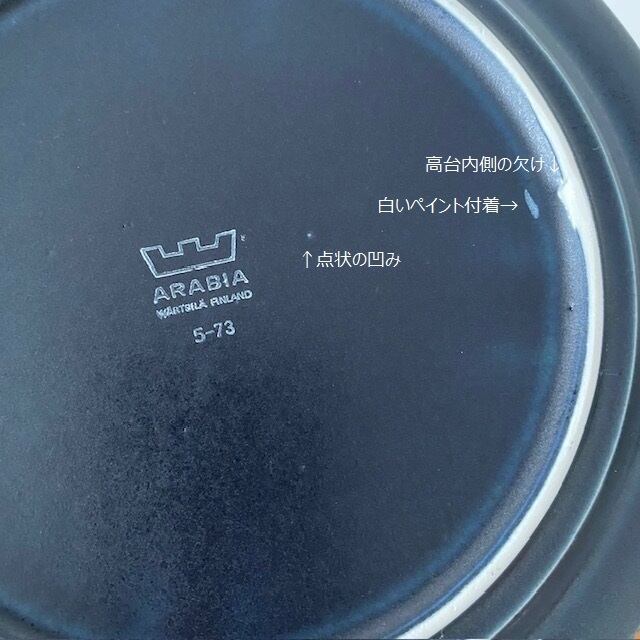 高台内側の欠け↓
白いペイント付着→
↑点状の凹み
ARABIA
WÄRTSILÄ FINLAND
5-73